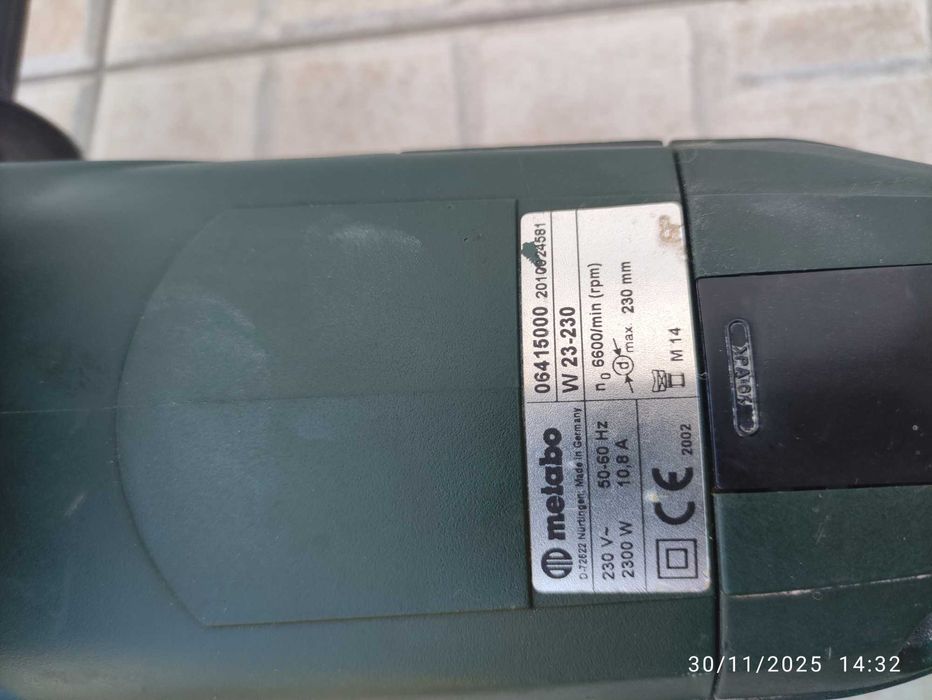 metabo
D-72622 Nürtingen, Made in Germany
06415000
W 23-230
230 V~ 50-60 Hz
2300 W 10,8 A
n0 6600/min (rpm)
d max. 230 mm
CE 2002
M 14
30/11/2025 14:32